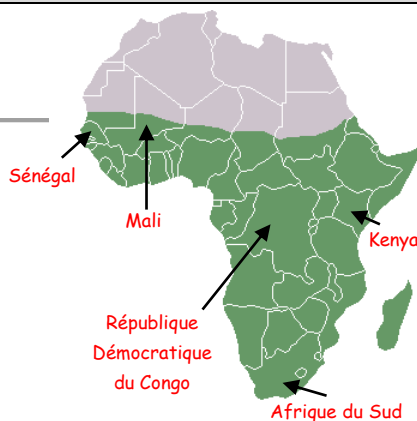 Sénégal
Mali
Kenya
République
Démocratique
du Congo
Afrique du Sud